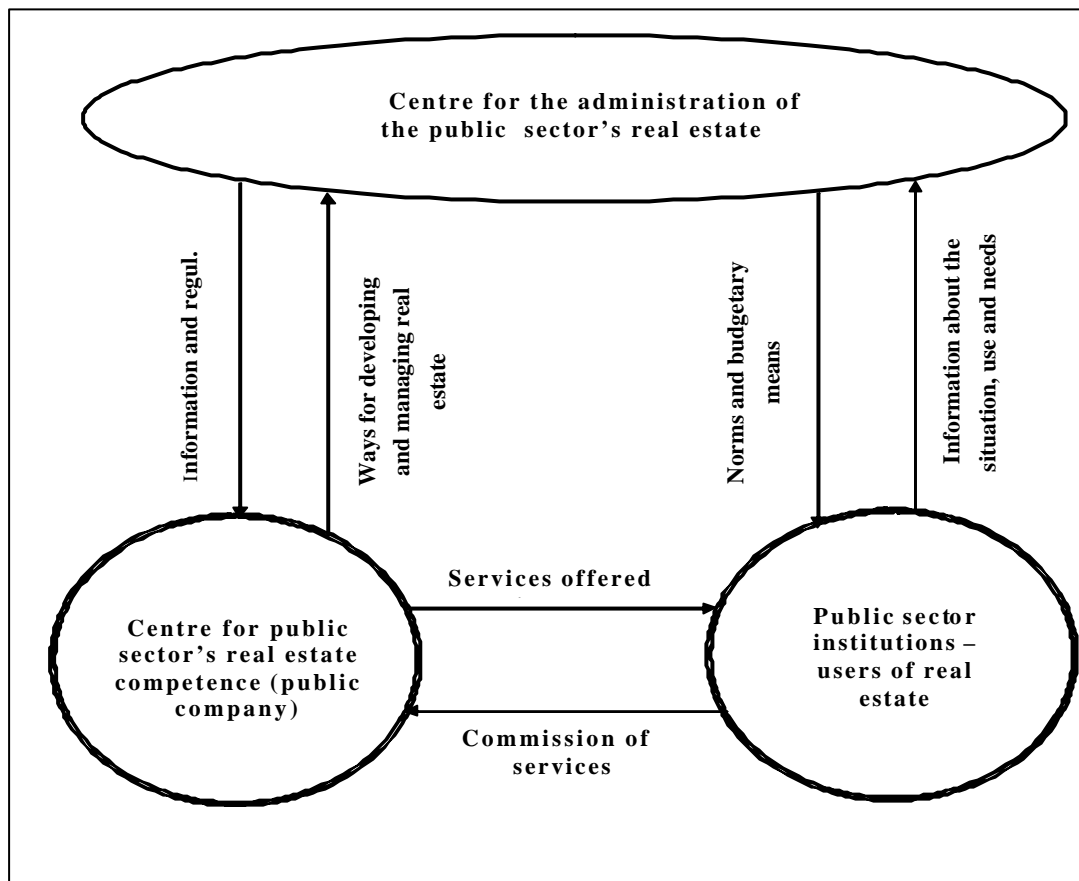 Centre for the administration of
the public sector's real estate
Information and regul.
Ways for developing
and managing real
estate
Norms and budgetary
means
Information about the
situation, use and needs
Services offered
Centre for public
sector's real estate
competence (public
company)
Public sector
institutions –
users of real
estate
Commission of
services